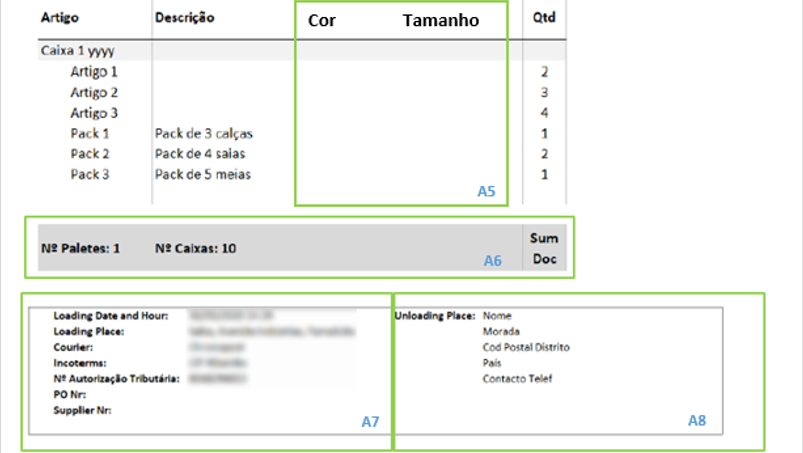 Artigo Descrição Cor Tamanho Qtd
Caixa 1 yyyy
Artigo 1 2
Artigo 2 3
Artigo 3 4
Pack 1 Pack de 3 calças 1
Pack 2 Pack de 4 saias 2
Pack 3 Pack de 5 meias 1
A5
Nº Paletes: 1 Nº Caixas: 10 Sum
Doc
A6
Loading Date and Hour:
Loading Place:
Courier:
Incoterms:
Nº Autorização Tributária:
PO Nr:
Supplier Nr:
A7
Unloading Place: Nome
Morada
Cod Postal Distrito
País
Contacto Telef
A8